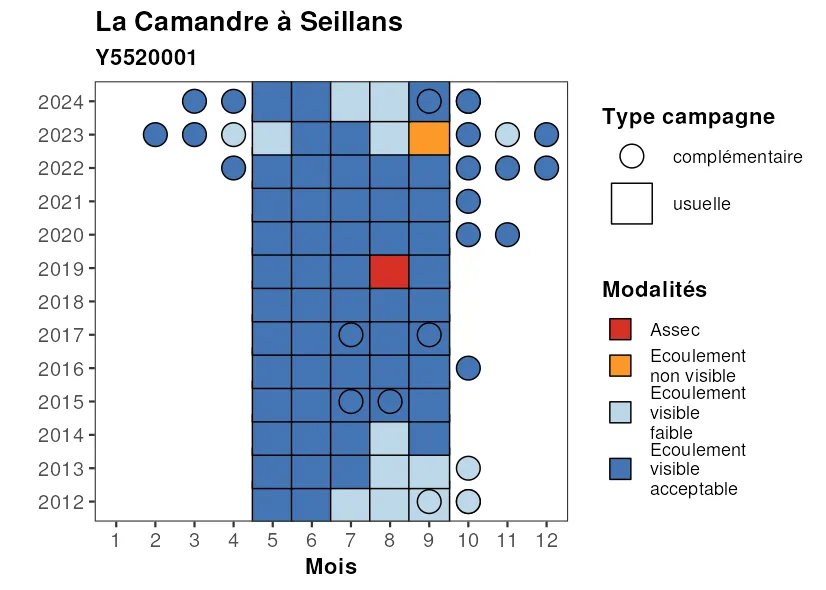 La Camandre à Seillans
Y5520001
2024
2023
2022
2021
2020
2019
2018
2017
2016
2015
2014
2013
2012
1 2 3 4 5 6 7 8 9 10 11 12
Mois
Type campagne
complémentaire
usuelle
Modalités
Assec
Ecoulement
non visible
Ecoulement
visible
faible
Ecoulement
visible
acceptable